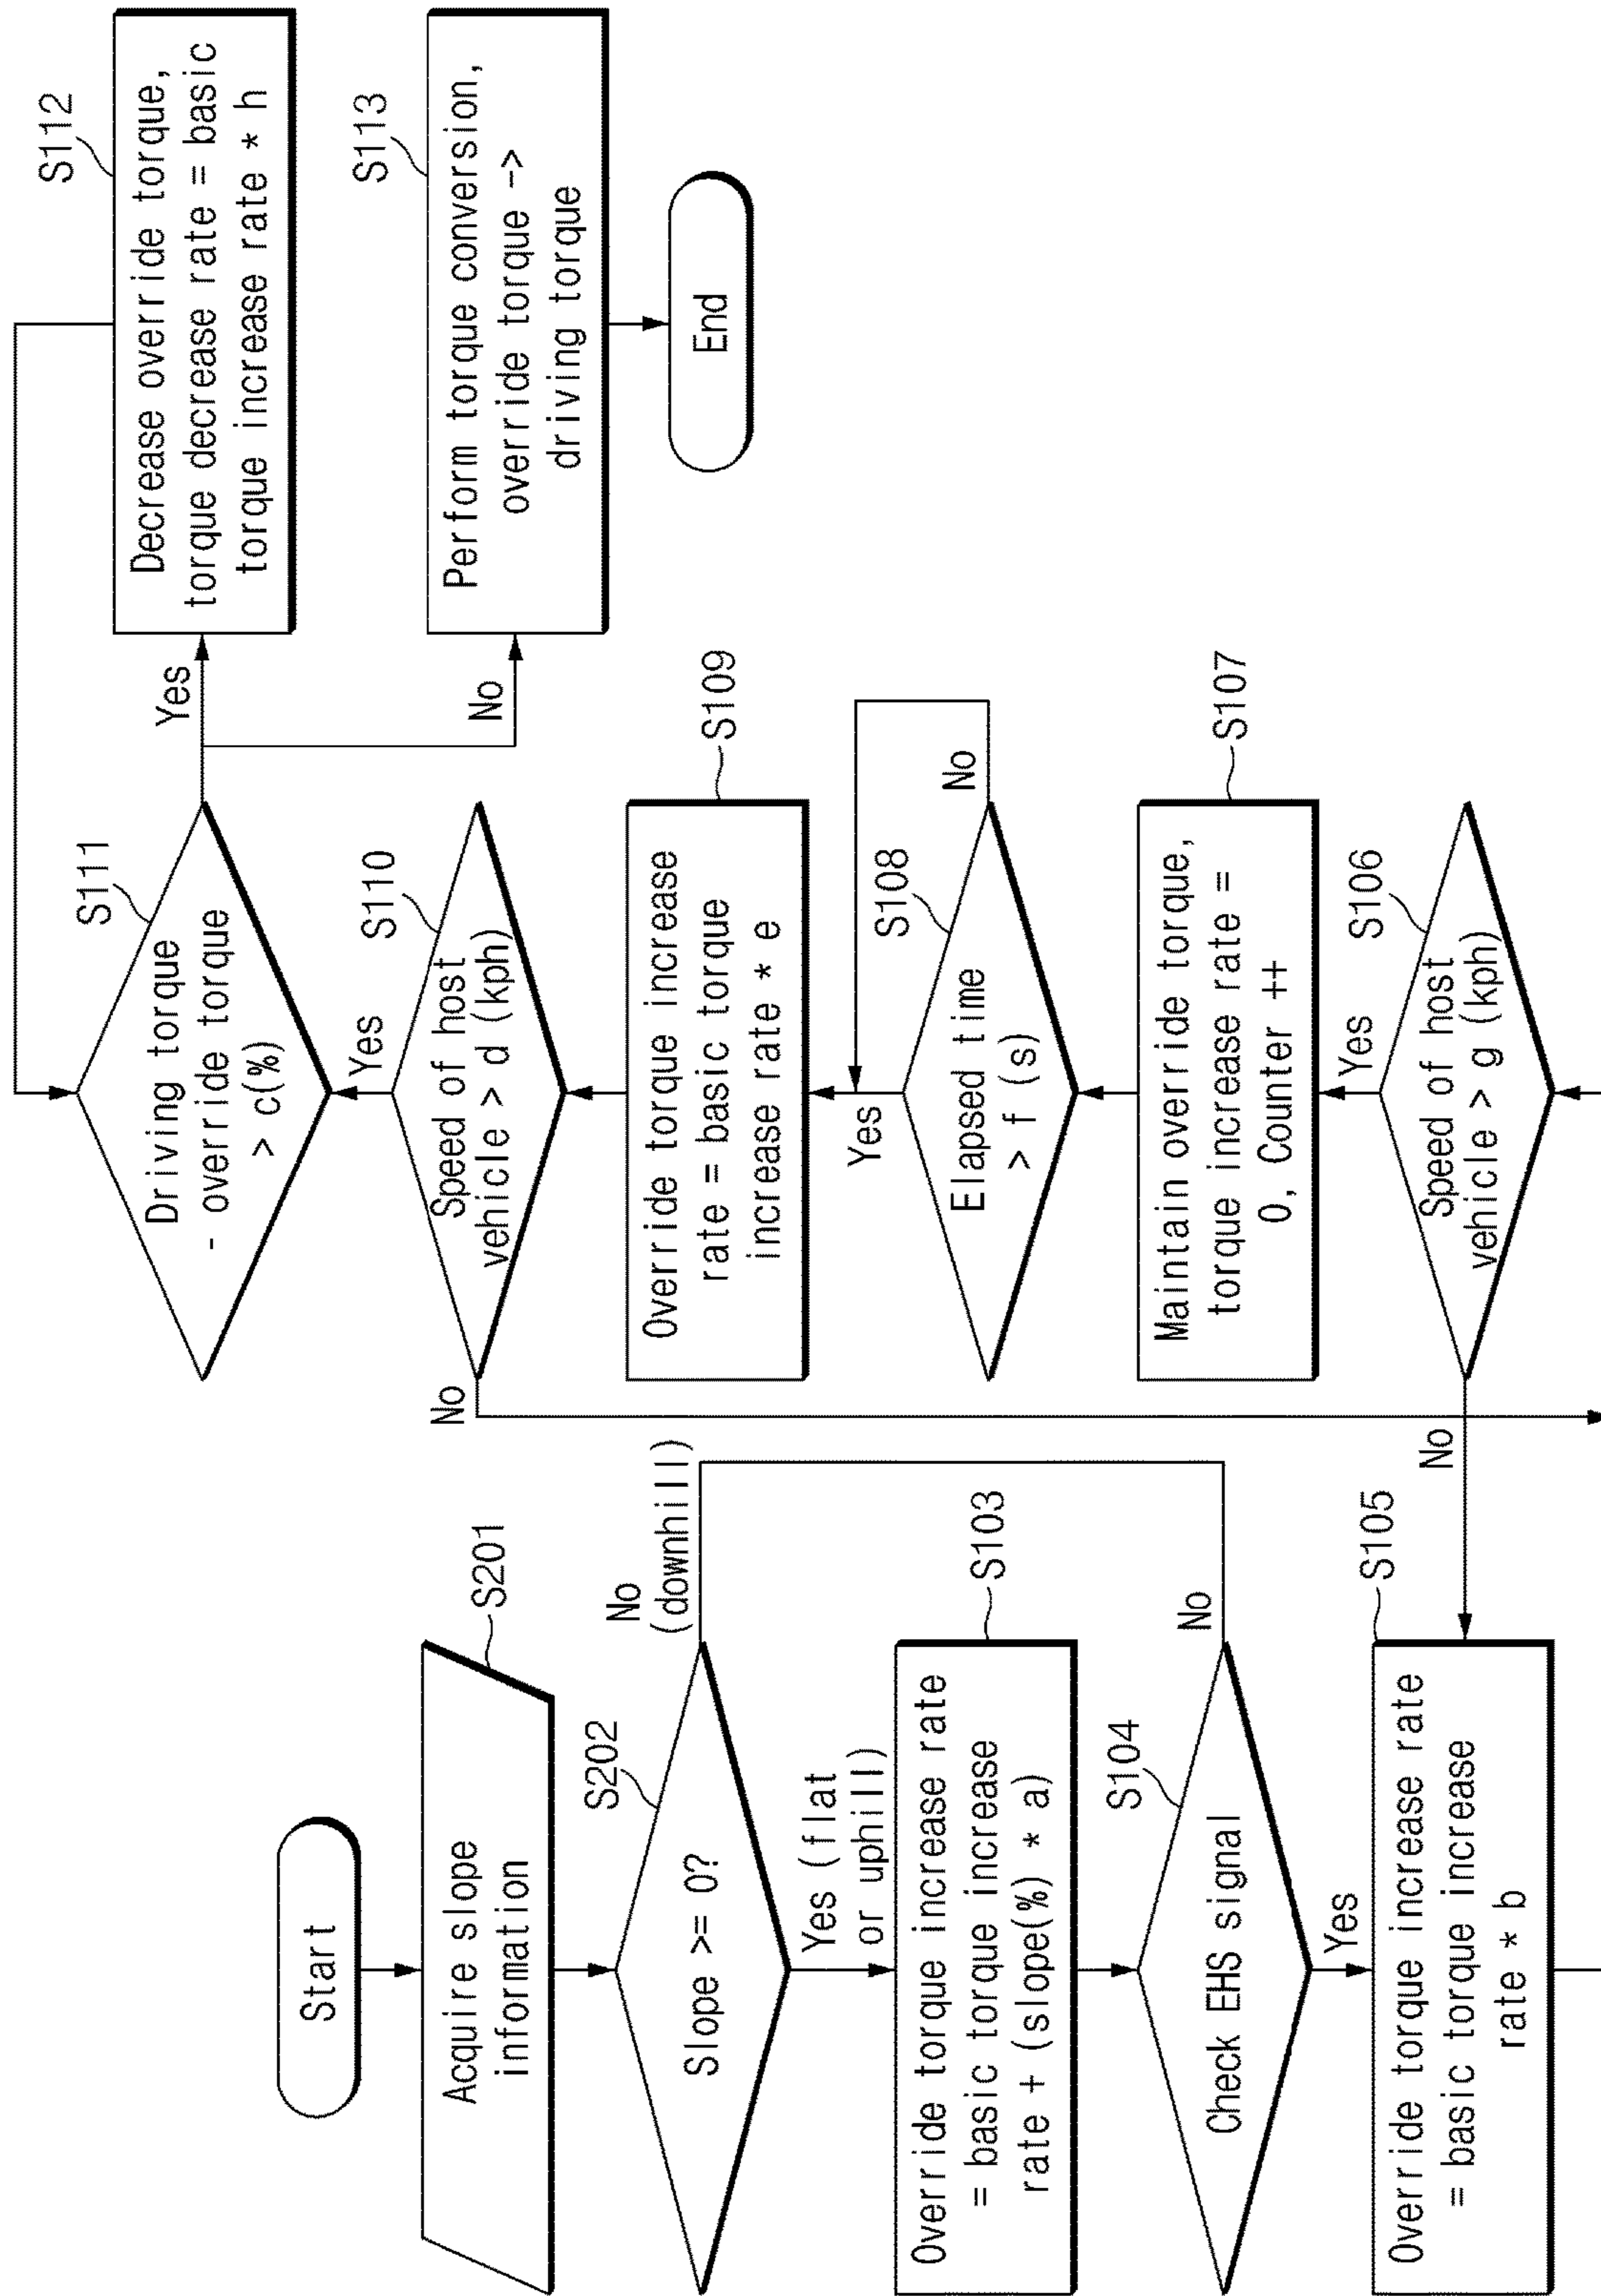 Start
Acquire slope
information
S201
Slope >= 0?
S202
No
(downhill)
Yes (flat
or uphill)
Override torque increase rate
= basic torque increase
rate + (slope(%) * a)
S103
Check EHS signal
S104
No
Yes
Override torque increase rate
= basic torque increase
rate * b
S105
Speed of host
vehicle > g (kph)
S106
No
Yes
Maintain override torque,
torque increase rate =
0, Counter ++
S107
Elapsed time
> f (s)
S108
No
Yes
Override torque increase
rate = basic torque
increase rate * e
S109
Speed of host
vehicle > d (kph)
S110
No
Yes
Driving torque
- override torque
> c(%)
S111
Yes
No
Decrease override torque,
torque decrease rate = basic
torque increase rate * h
S112
Perform torque conversion,
override torque ->
driving torque
S113
End